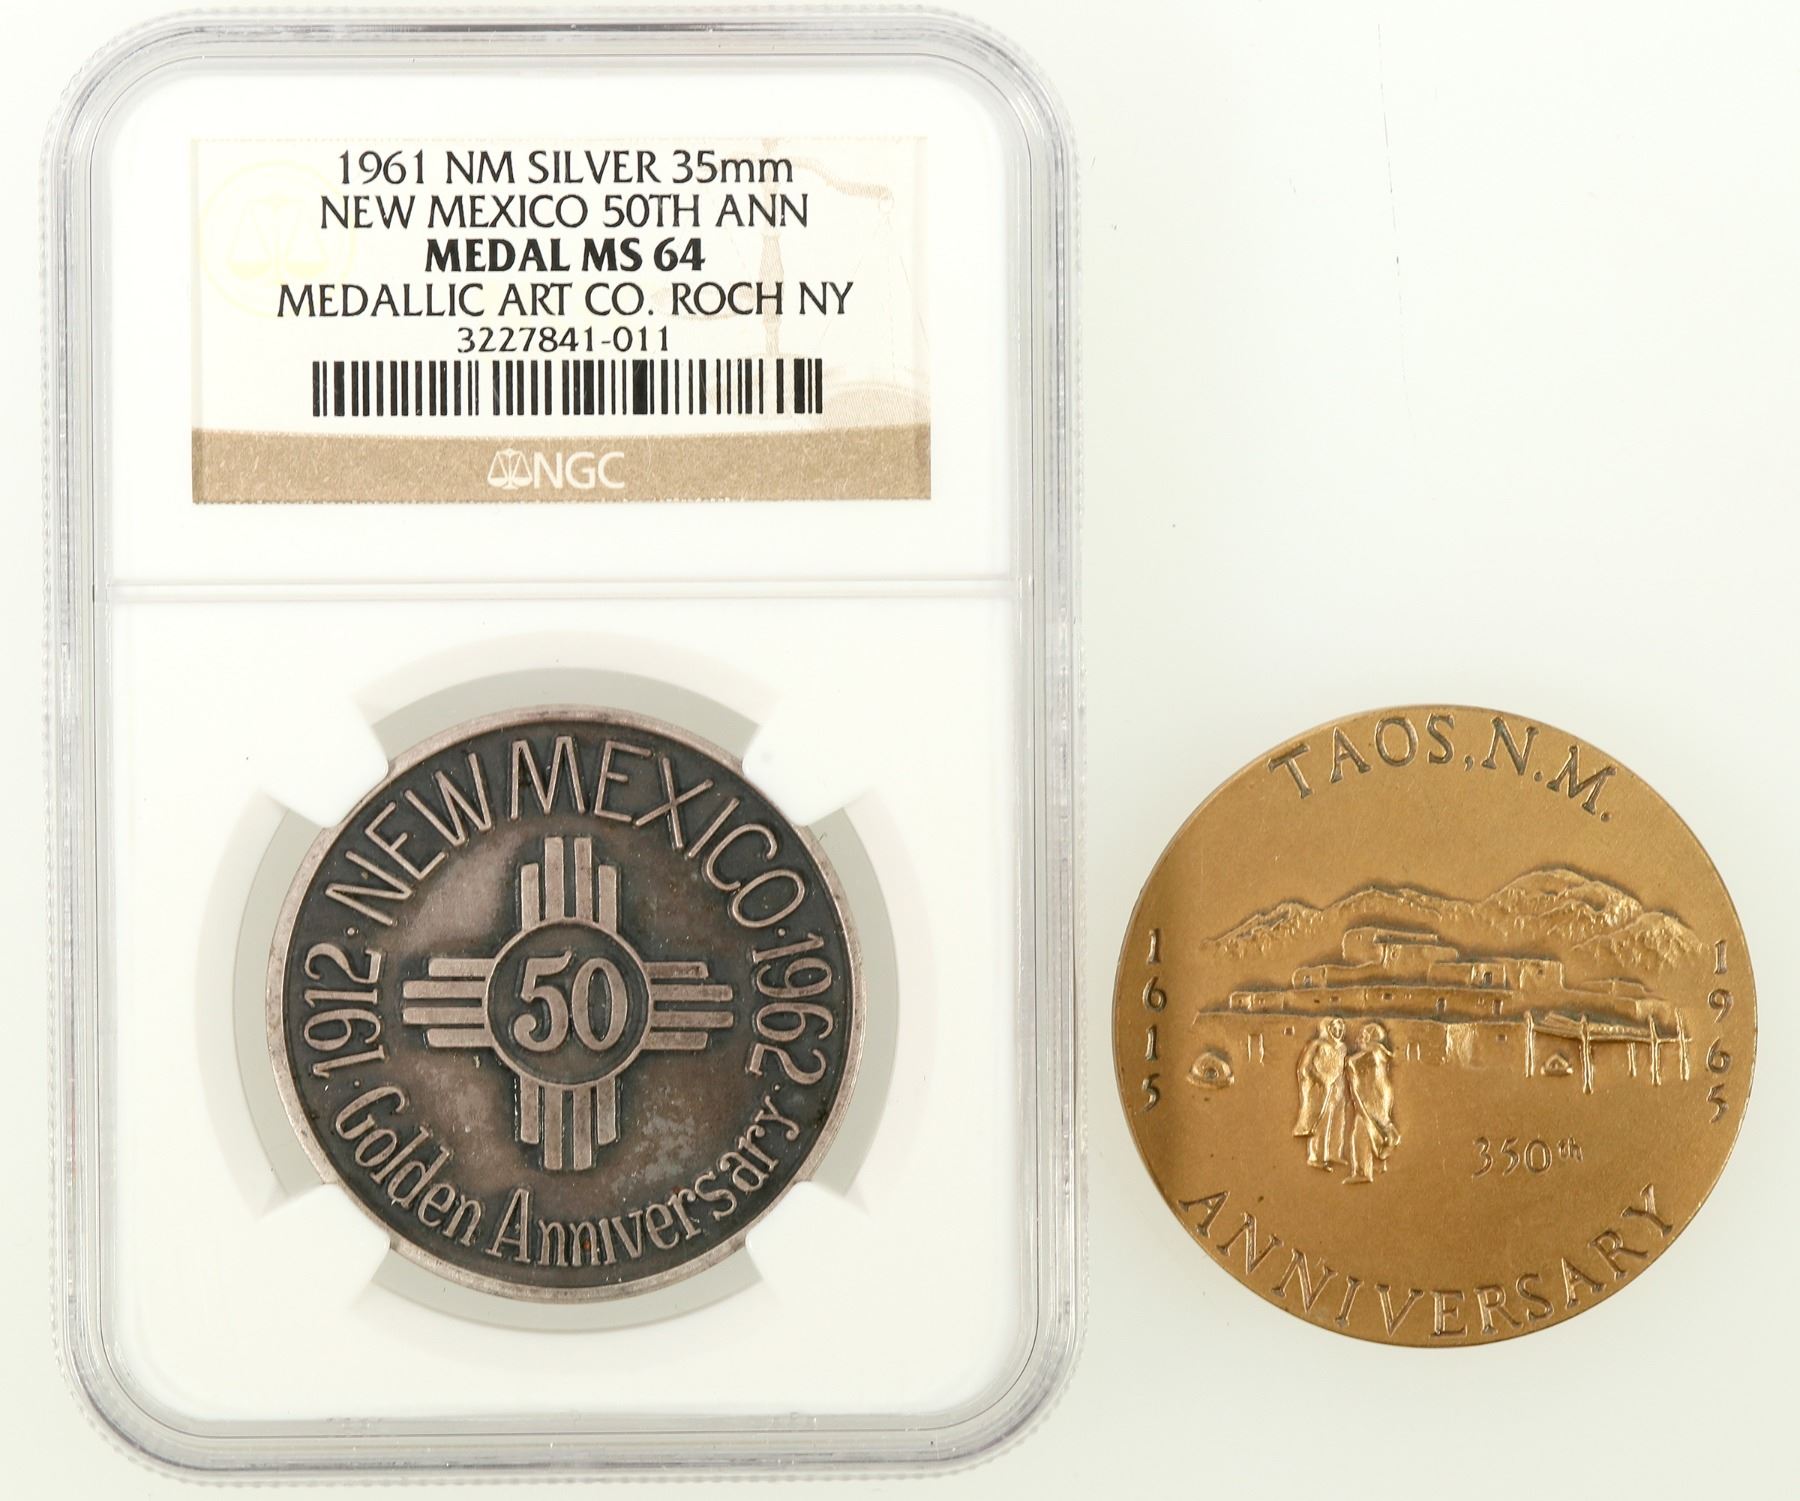 1961 NM SILVER 35mm
NEW MEXICO 50TH ANN
MEDAL MS 64
MEDALLIC ART CO. ROCH NY
3227841-011
NGC
· NEW MEXICO ·
1912 · 1962
50
· Golden Anniversary ·
TAOS, N.M.
1615
1965
350th
ANNIVERSARY